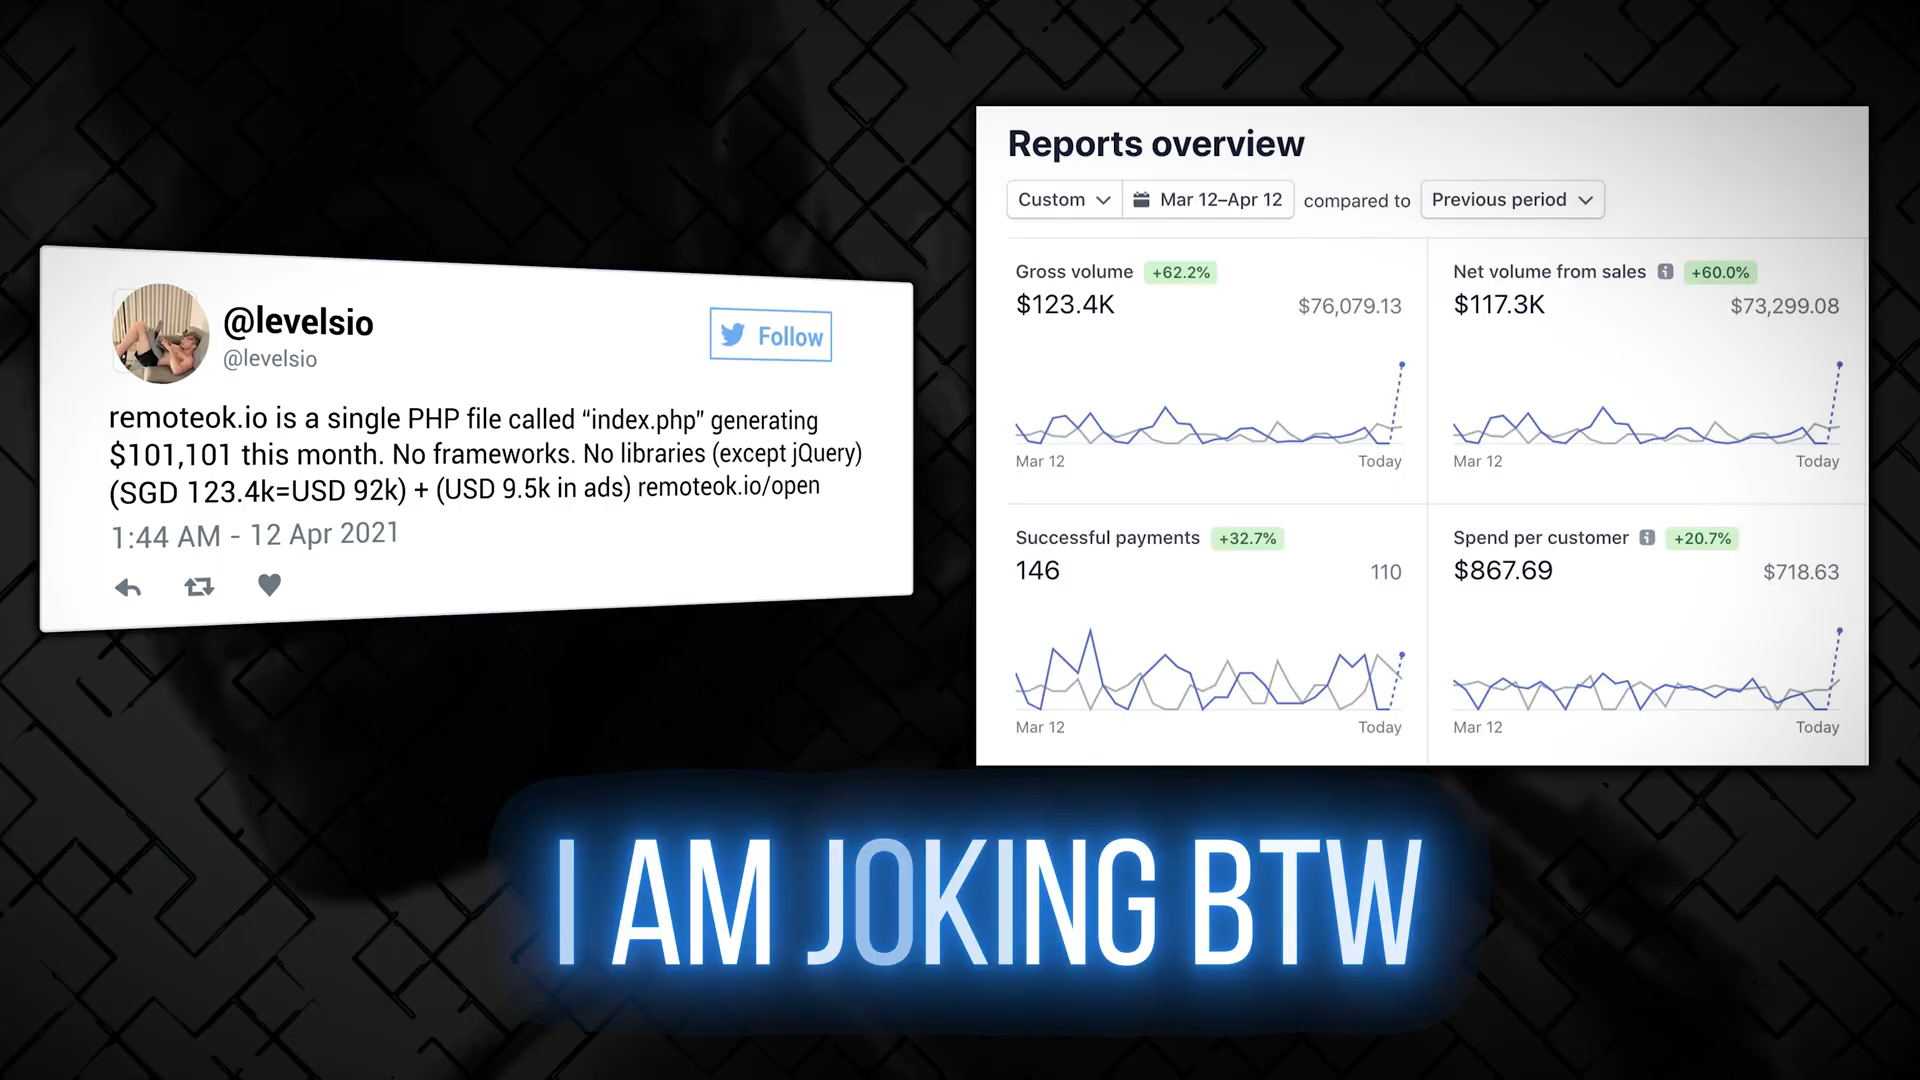 @levelsio
@levelsio
Follow
remoteok.io is a single PHP file called “index.php” generating
$101,101 this month. No frameworks. No libraries (except jQuery)
(SGD 123.4k=USD 92k) + (USD 9.5k in ads) remoteok.io/open
1:44 AM - 12 Apr 2021
Reports overview
Custom Mar 12–Apr 12 compared to Previous period
Gross volume +62.2%
$123.4K $76,079.13
Mar 12 Today
Net volume from sales +60.0%
$117.3K $73,299.08
Mar 12 Today
Successful payments +32.7%
146 110
Mar 12 Today
Spend per customer +20.7%
$867.69 $718.63
Mar 12 Today
I AM JOKING BTW